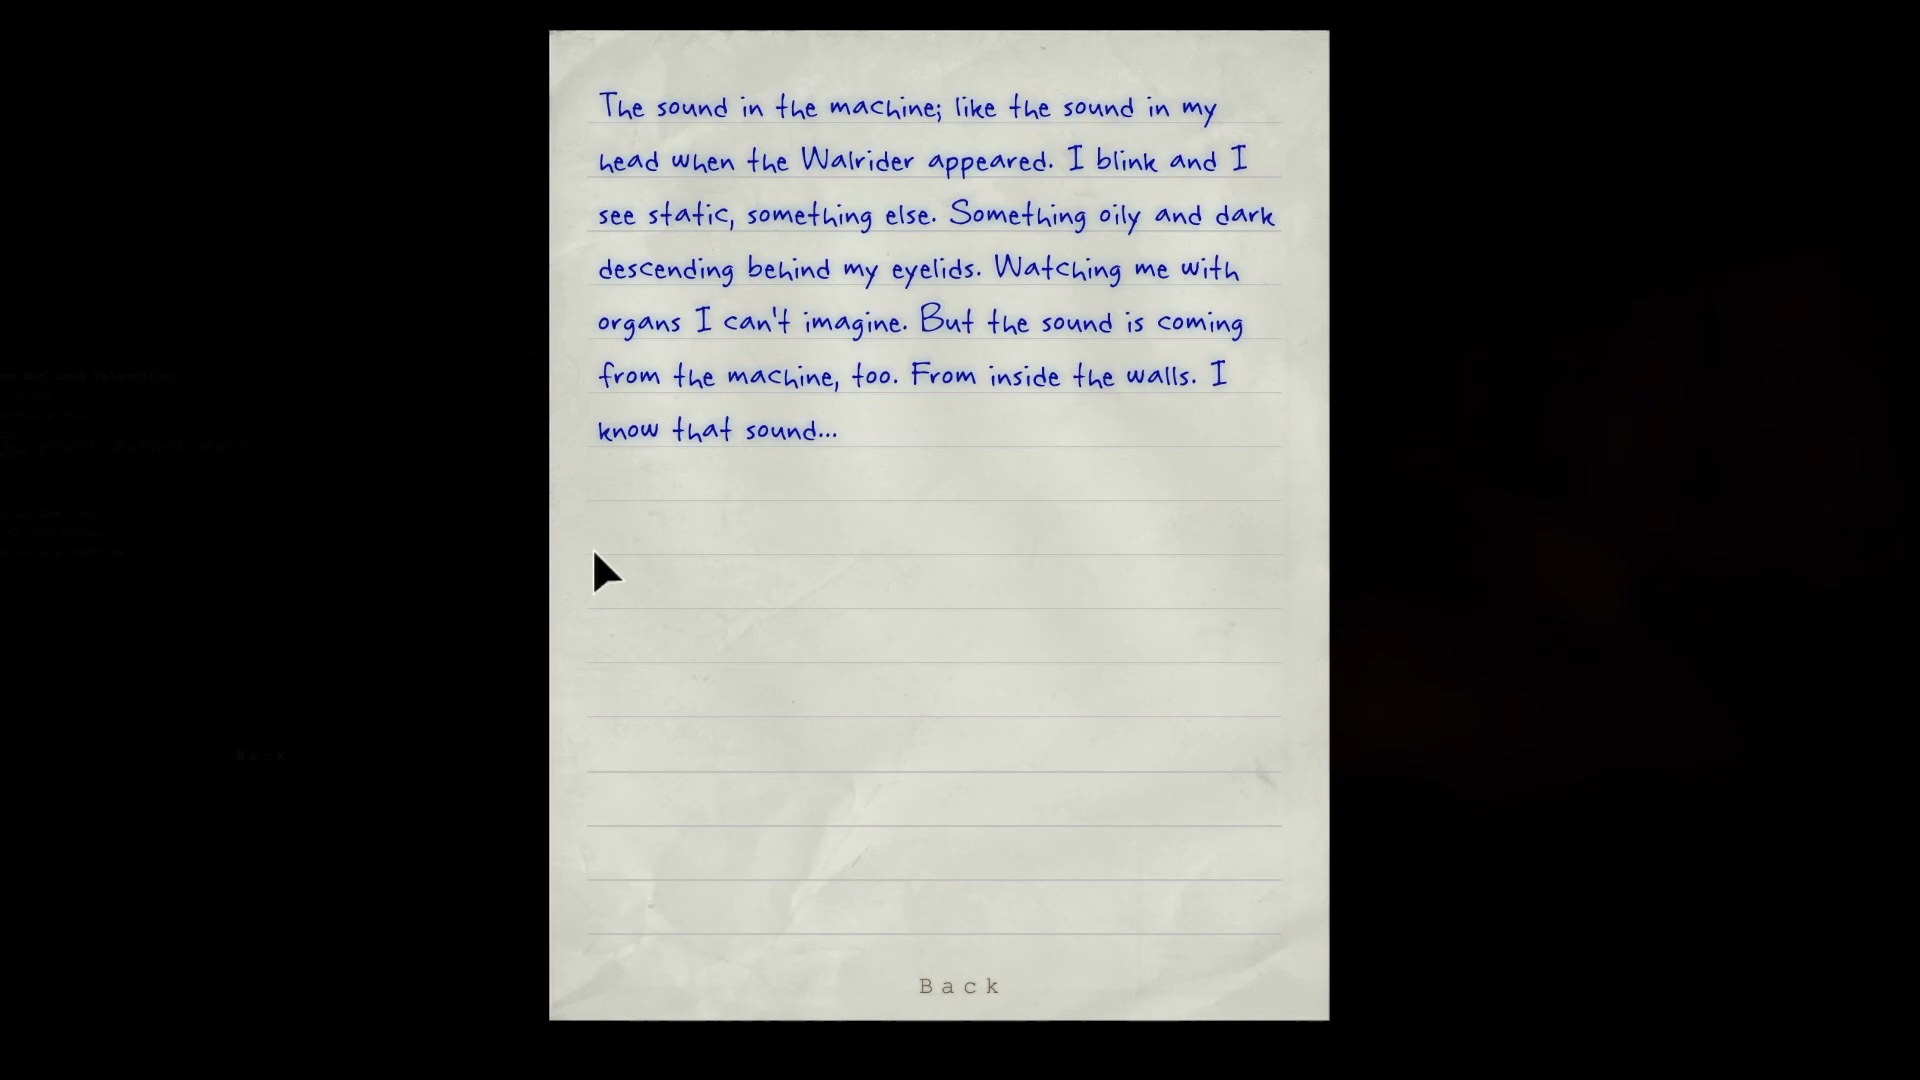 The sound in the machine; like the sound in my
head when the Walrider appeared. I blink and I
see static, something else. Something oily and dark
descending behind my eyelids. Watching me with
organs I can't imagine. But the sound is coming
from the machine, too. From inside the walls. I
know that sound...
Back
Back